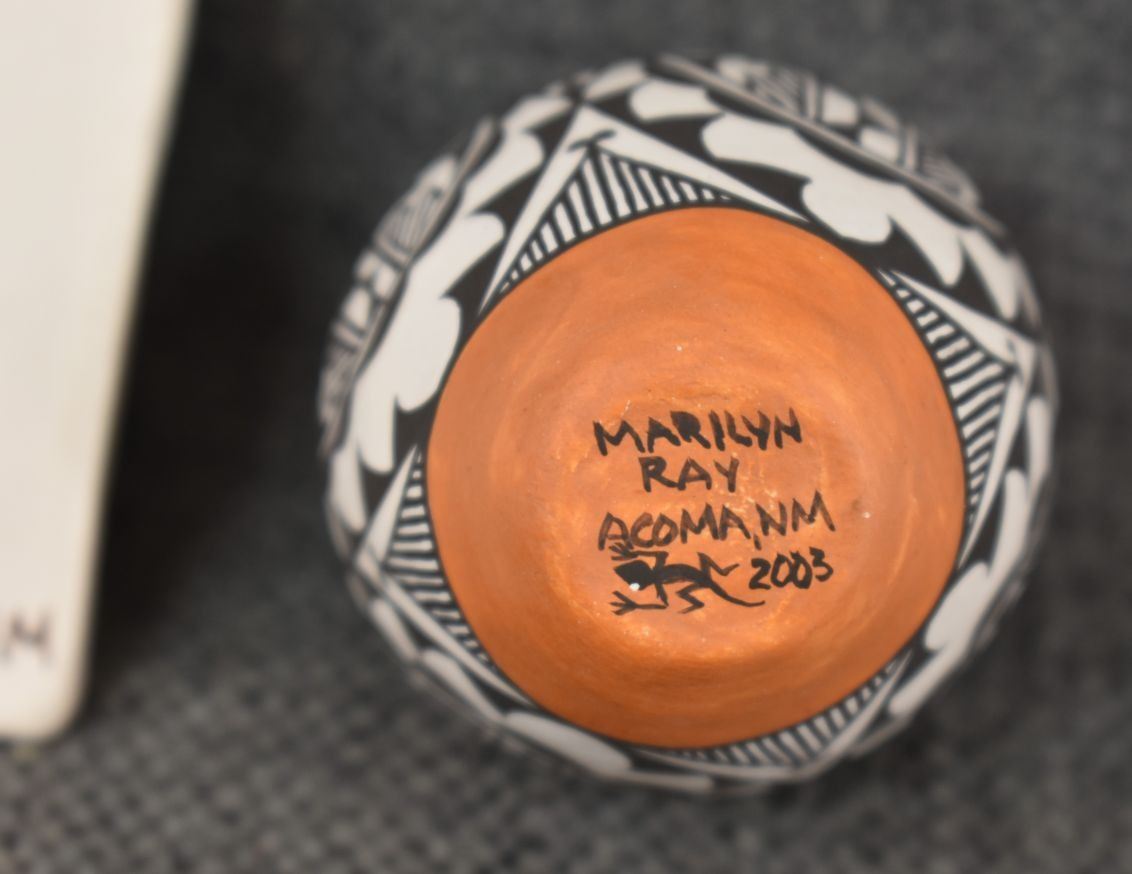 MARILYN
RAY
ACOMA, NM
2003